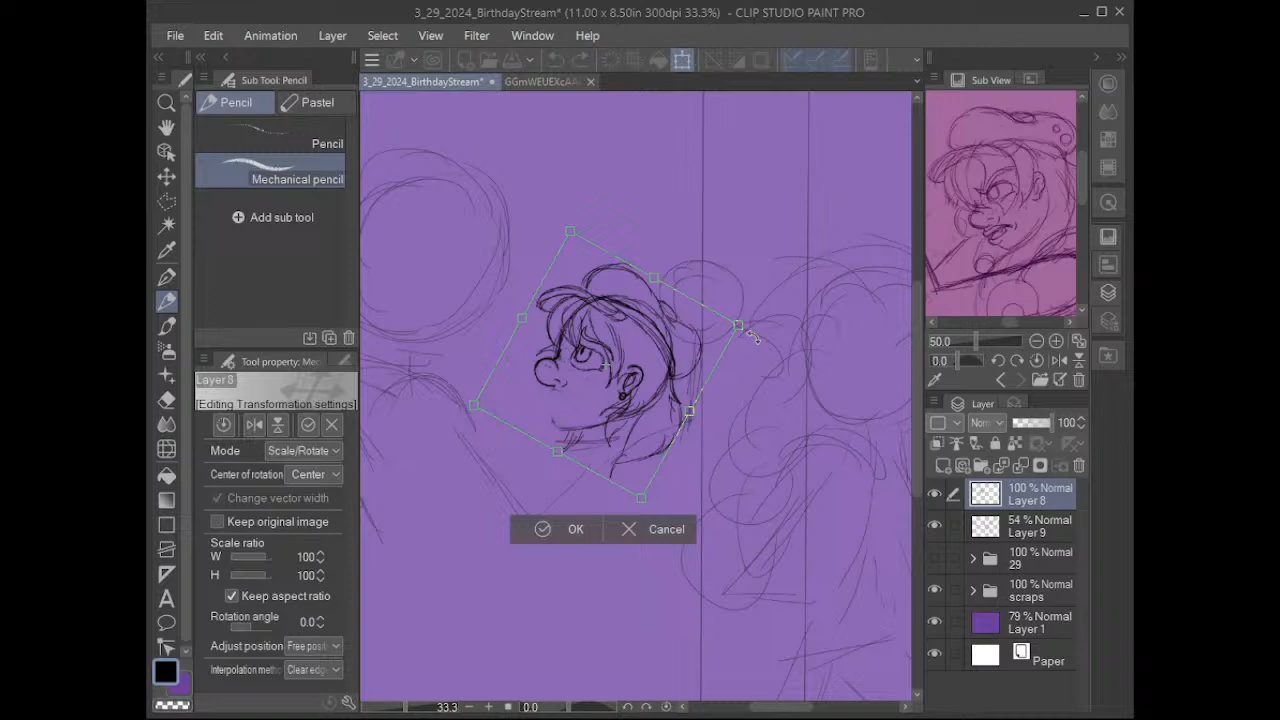 3_29_2024_BirthdayStream* (11.00 x 8.50in 300dpi 33.3%) - CLIP STUDIO PAINT PRO
File Edit Animation Layer Select View Filter Window Help
Sub Tool: Pencil
3_29_2024_BirthdayStream*
Sub View
Pencil Pastel
Pencil
Mechanical pencil
Add sub tool
Tool property: Mec
Layer 8
[Editing Transformation settings]
Mode Scale/Rotate
Center of rotation Center
Change vector width
Keep original image
Scale ratio
W 100
H 100
Keep aspect ratio
Rotation angle 0.0
Adjust position Free posit
Interpolation meth Clear edg
OK Cancel
33.3 0.0
50.0
0.0
Layer
Norm 100
100 % Normal
Layer 8
54 % Normal
Layer 9
100 % Normal
29
100 % Normal
scraps
79 % Normal
Layer 1
Paper